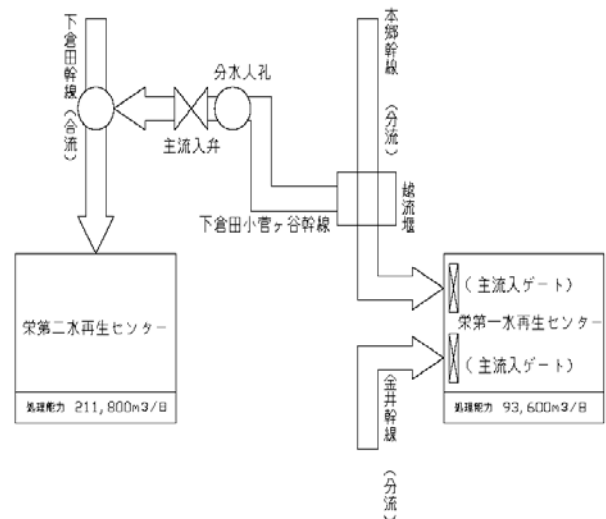 下倉田幹線（合流）
分水人孔
主流入弁
下倉田小菅ヶ谷幹線
本郷幹線（分流）
越流堰
栄第二水再生センター
処理能力 211,800m3/日
（主流入ゲート）
栄第一水再生センター
（主流入ゲート）
処理能力 93,600m3/日
金井幹線（分流）